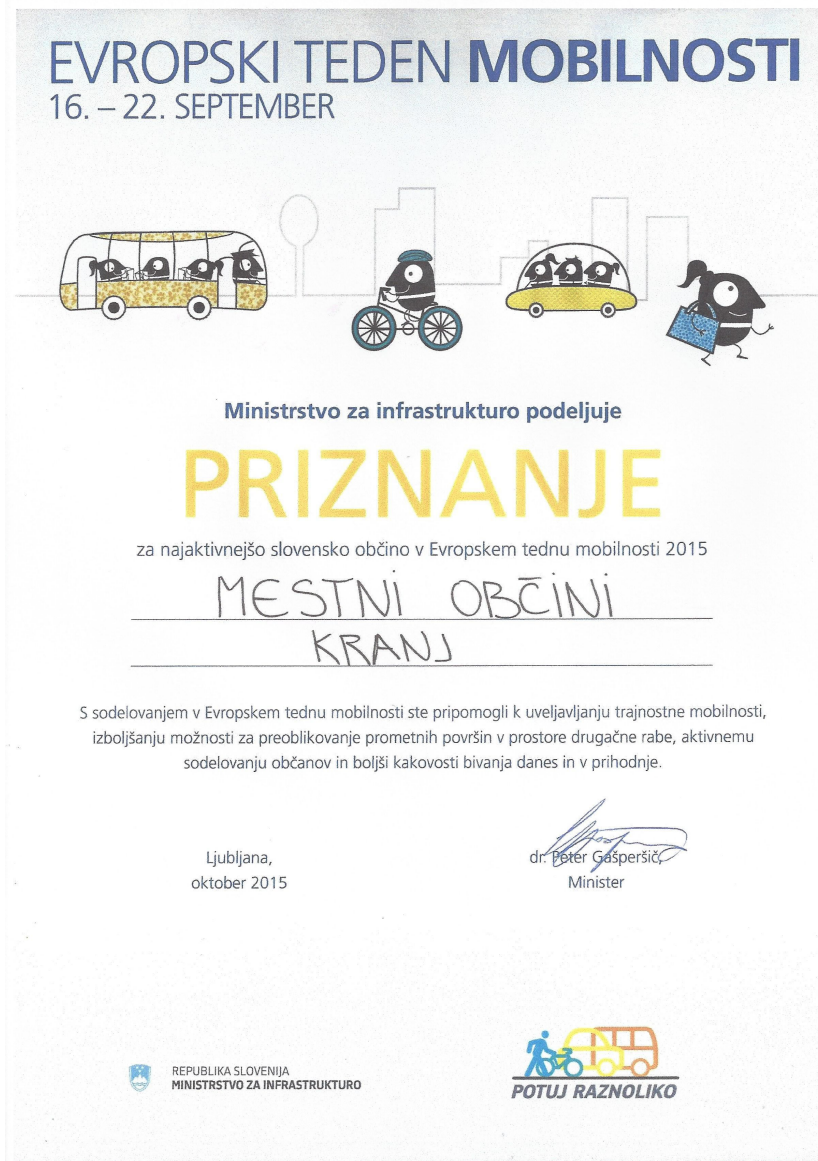 EVROPSKI TEDEN MOBILNOSTI
16. – 22. SEPTEMBER
Ministrstvo za infrastrukturo podeljuje
PRIZNANJE
za najaktivnejšo slovensko občino v Evropskem tednu mobilnosti 2015
MESTNI OBČINI
KRANJ
S sodelovanjem v Evropskem tednu mobilnosti ste pripomogli k uveljavljanju trajnostne mobilnosti,
izboljšanju možnosti za preoblikovanje prometnih površin v prostore drugačne rabe, aktivnemu
sodelovanju občanov in boljši kakovosti bivanja danes in v prihodnje.
Ljubljana,
oktober 2015
dr. Peter Gašperšič,
Minister
REPUBLIKA SLOVENIJA
MINISTRSTVO ZA INFRASTRUKTURO
POTUJ RAZNOLIKO